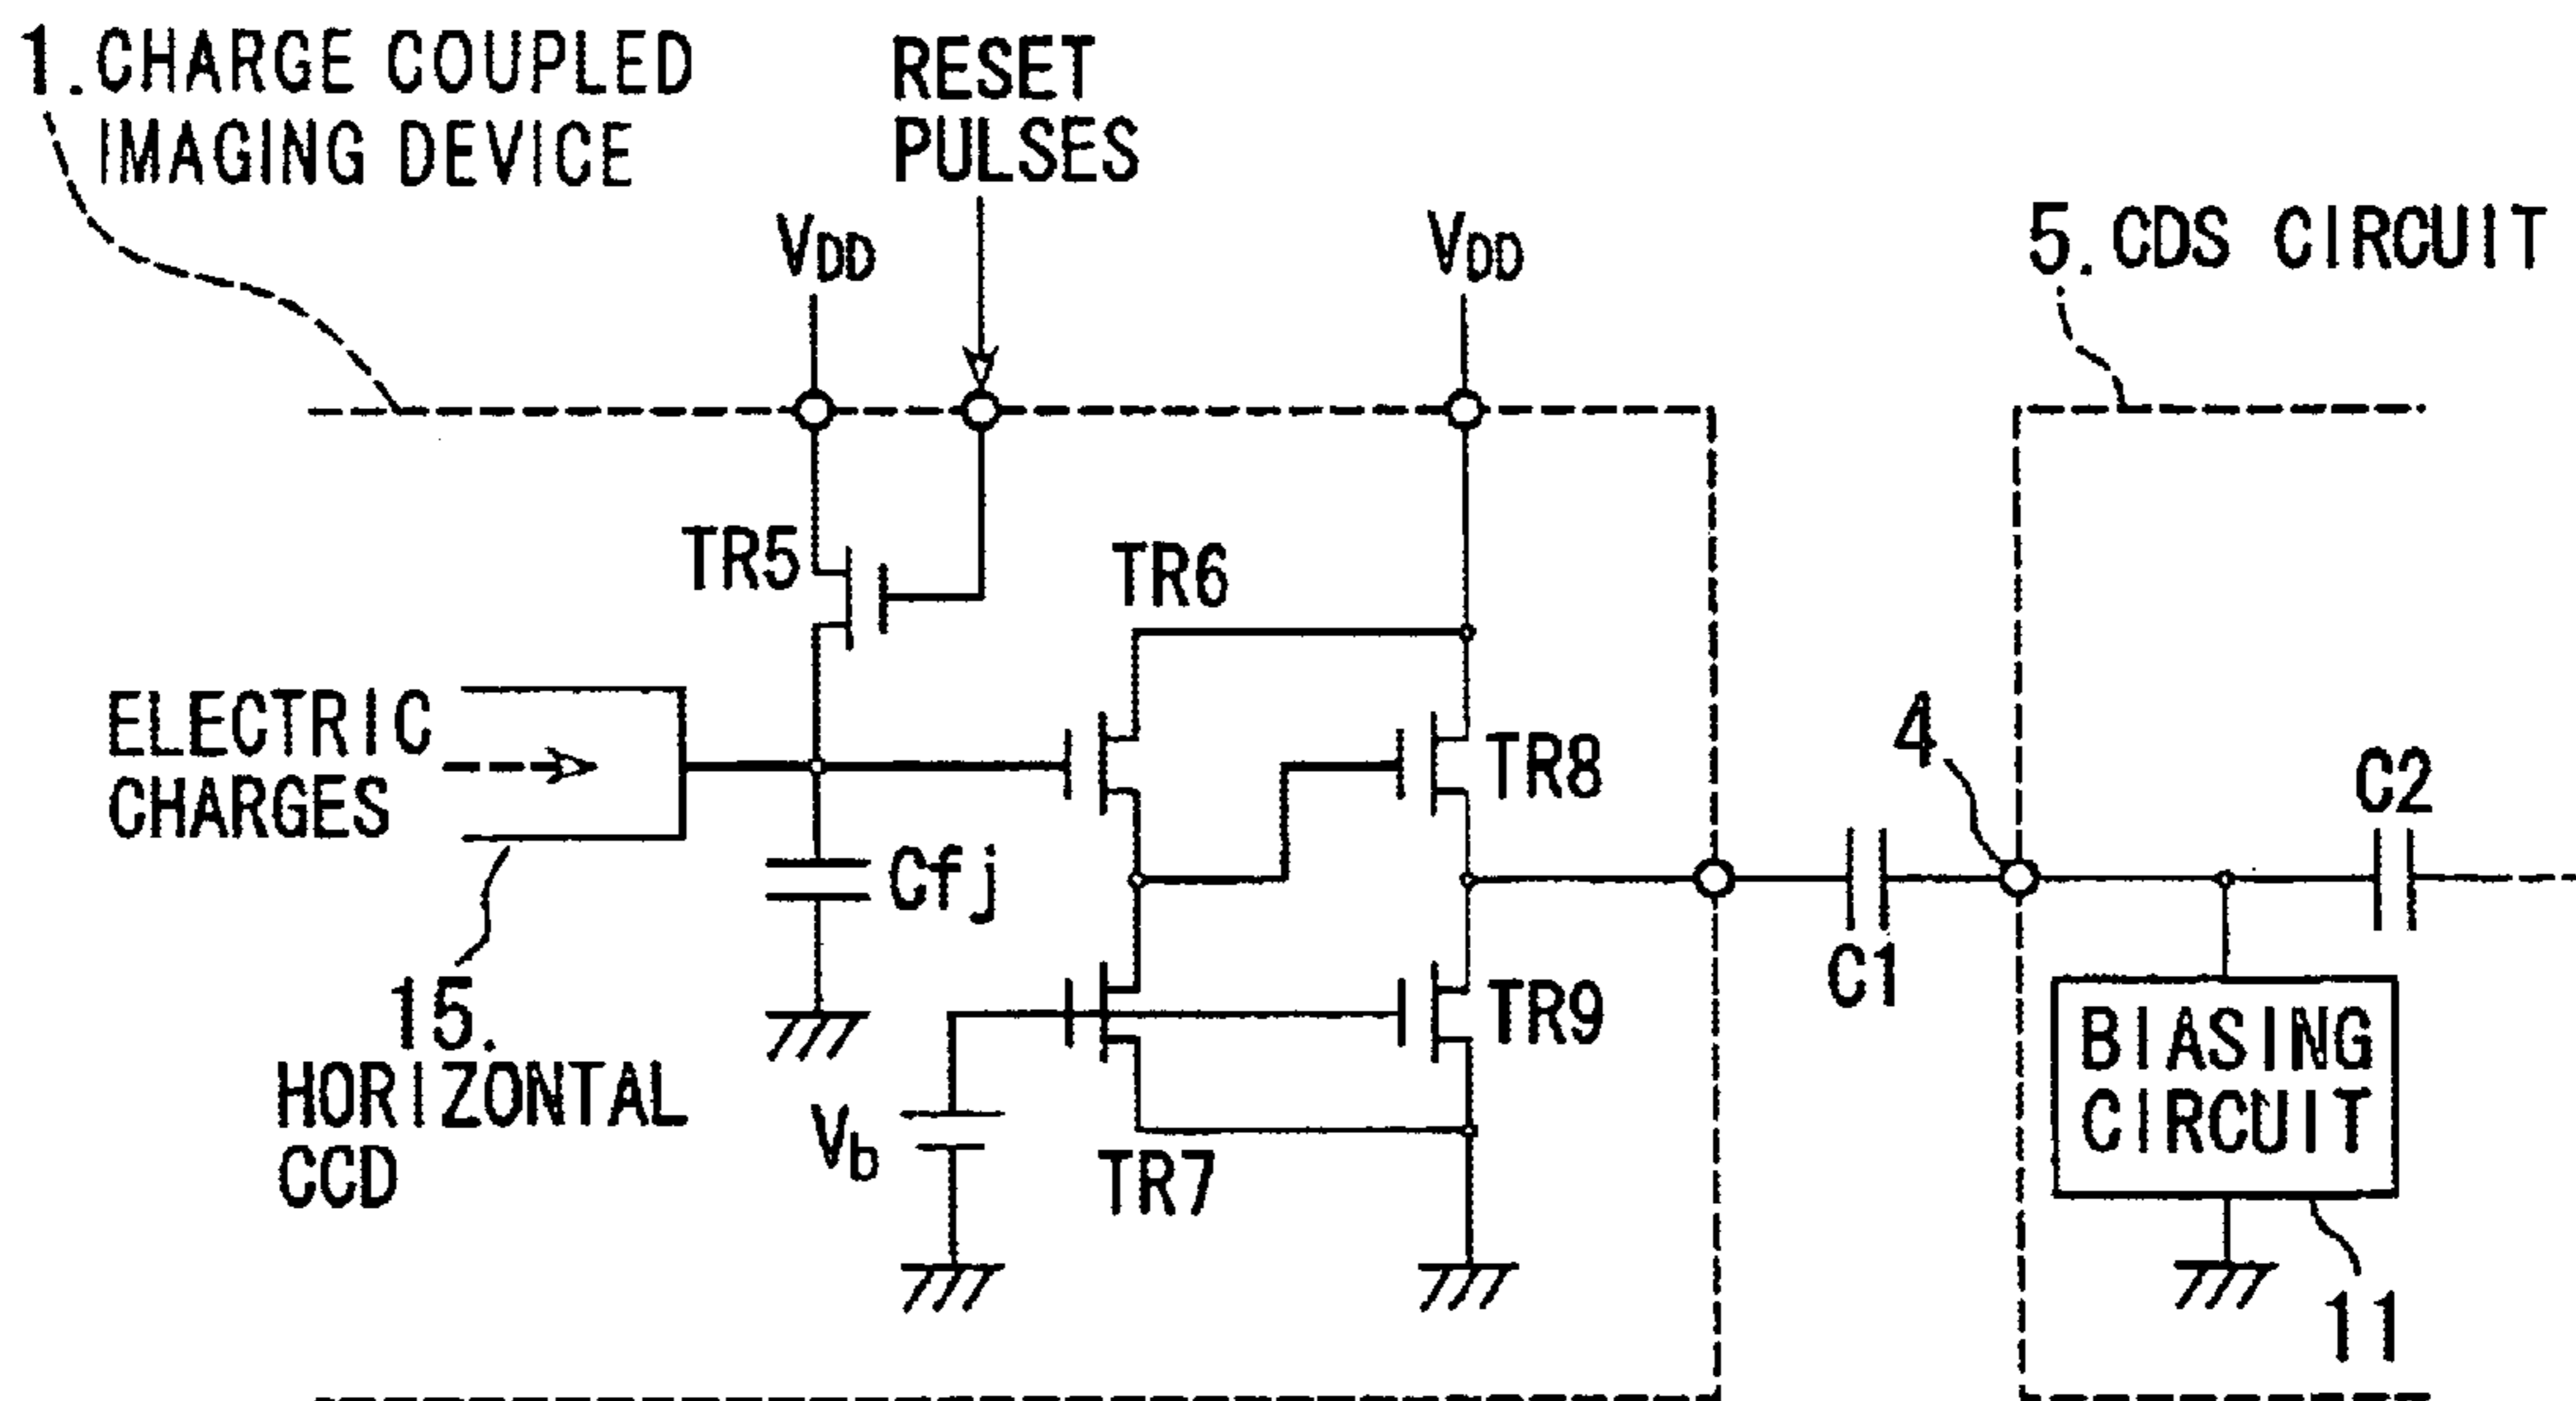 1. CHARGE COUPLED
IMAGING DEVICE
RESET
PULSES
VDD
VDD
5. CDS CIRCUIT
TR5
TR6
ELECTRIC
CHARGES
TR8
4
C2
Cfj
C1
15.
HORIZONTAL
CCD
TR9
BIASING
CIRCUIT
Vb
TR7
11